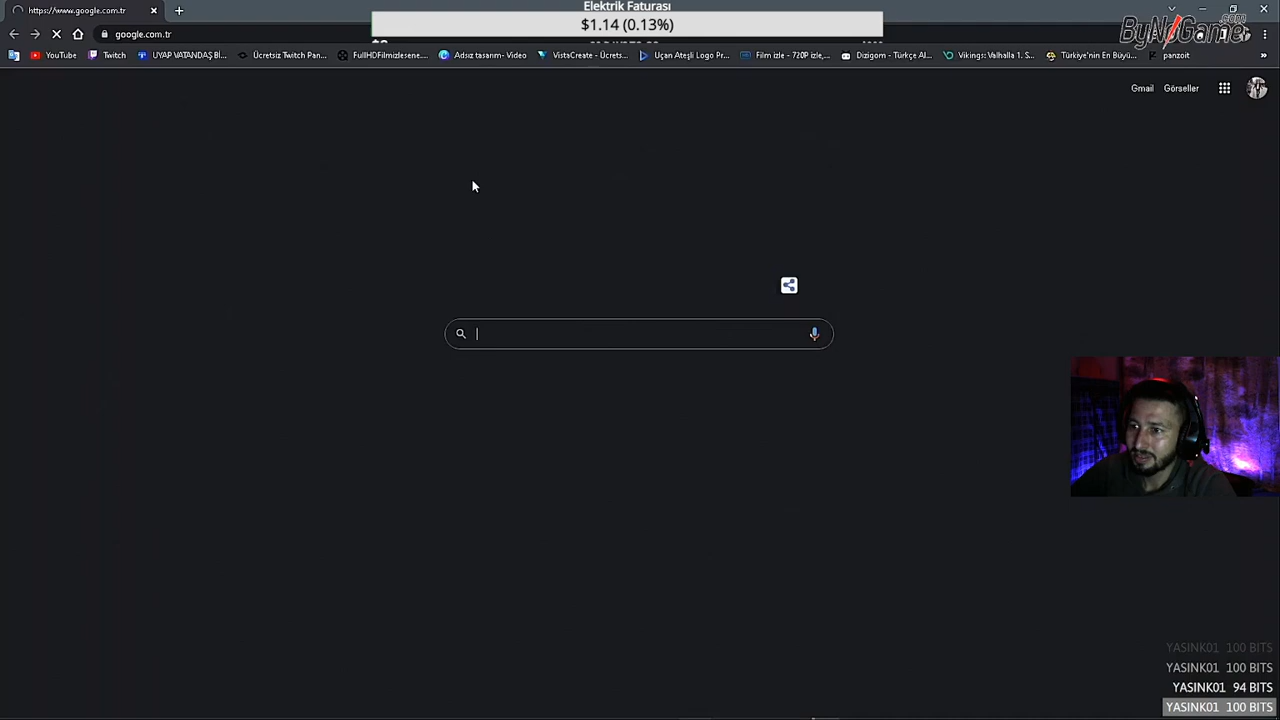 https://www.google.com.tr
Elektrik Faturası
$1.14 (0.13%)
ByNoGame.com
google.com.tr
YouTube
Twitch
UYAP VATANDAŞ Bİ...
Ücretsiz Twitch Pan...
FullHDFilmizlesene....
Adsız tasarım - Video
VistaCreate - Ücrets...
Uçan Ateşli Logo Pr...
Film izle - 720P izle,...
Dizigom - Türkçe Al...
Vikings: Valhalla 1. S...
Türkiye'nin En Büyü...
panzoit
Gmail
Görseller
YASINK01 100 BITS
YASINK01 100 BITS
YASINK01 94 BITS
YASINK01 100 BITS